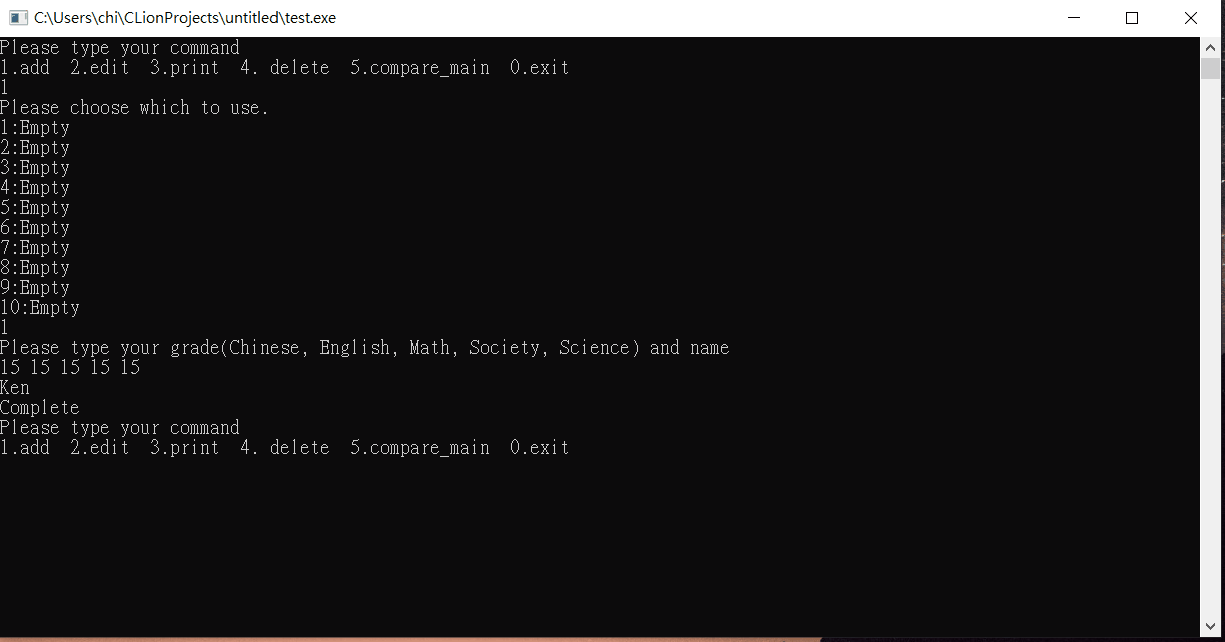 C:\Users\chi\CLionProjects\untitled\test.exe
Please type your command
1.add  2.edit  3.print  4. delete  5.compare_main  0.exit
1
Please choose which to use.
1:Empty
2:Empty
3:Empty
4:Empty
5:Empty
6:Empty
7:Empty
8:Empty
9:Empty
10:Empty
1
Please type your grade(Chinese, English, Math, Society, Science) and name
15 15 15 15 15
Ken
Complete
Please type your command
1.add  2.edit  3.print  4. delete  5.compare_main  0.exit